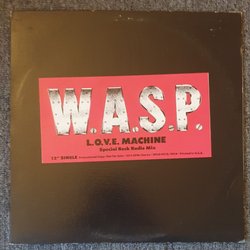 W.A.S.P.
L.O.V.E. MACHINE
Special Rock Radio Mix
12" SINGLE